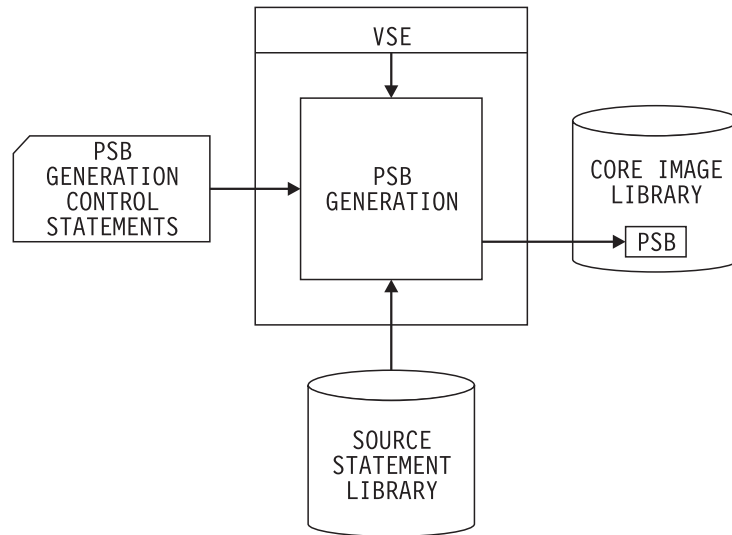 VSE
PSB
GENERATION
CONTROL
STATEMENTS
PSB
GENERATION
CORE IMAGE
LIBRARY
PSB
SOURCE
STATEMENT
LIBRARY